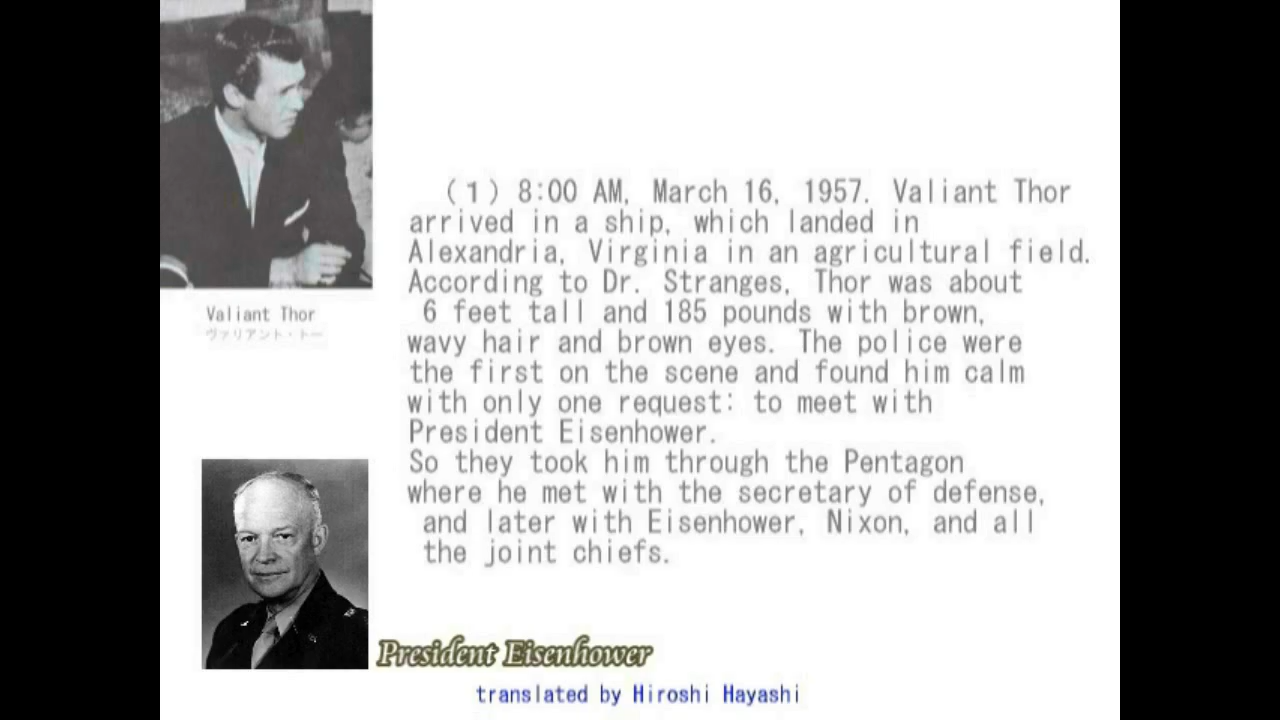 Valiant Thor
ヴァリアント・トー
（１）8:00 AM, March 16, 1957. Valiant Thor
arrived in a ship, which landed in
Alexandria, Virginia in an agricultural field.
According to Dr. Stranges, Thor was about
6 feet tall and 185 pounds with brown,
wavy hair and brown eyes. The police were
the first on the scene and found him calm
with only one request: to meet with
President Eisenhower.
So they took him through the Pentagon
where he met with the secretary of defense,
and later with Eisenhower, Nixon, and all
the joint chiefs.
President Eisenhower
translated by Hiroshi Hayashi